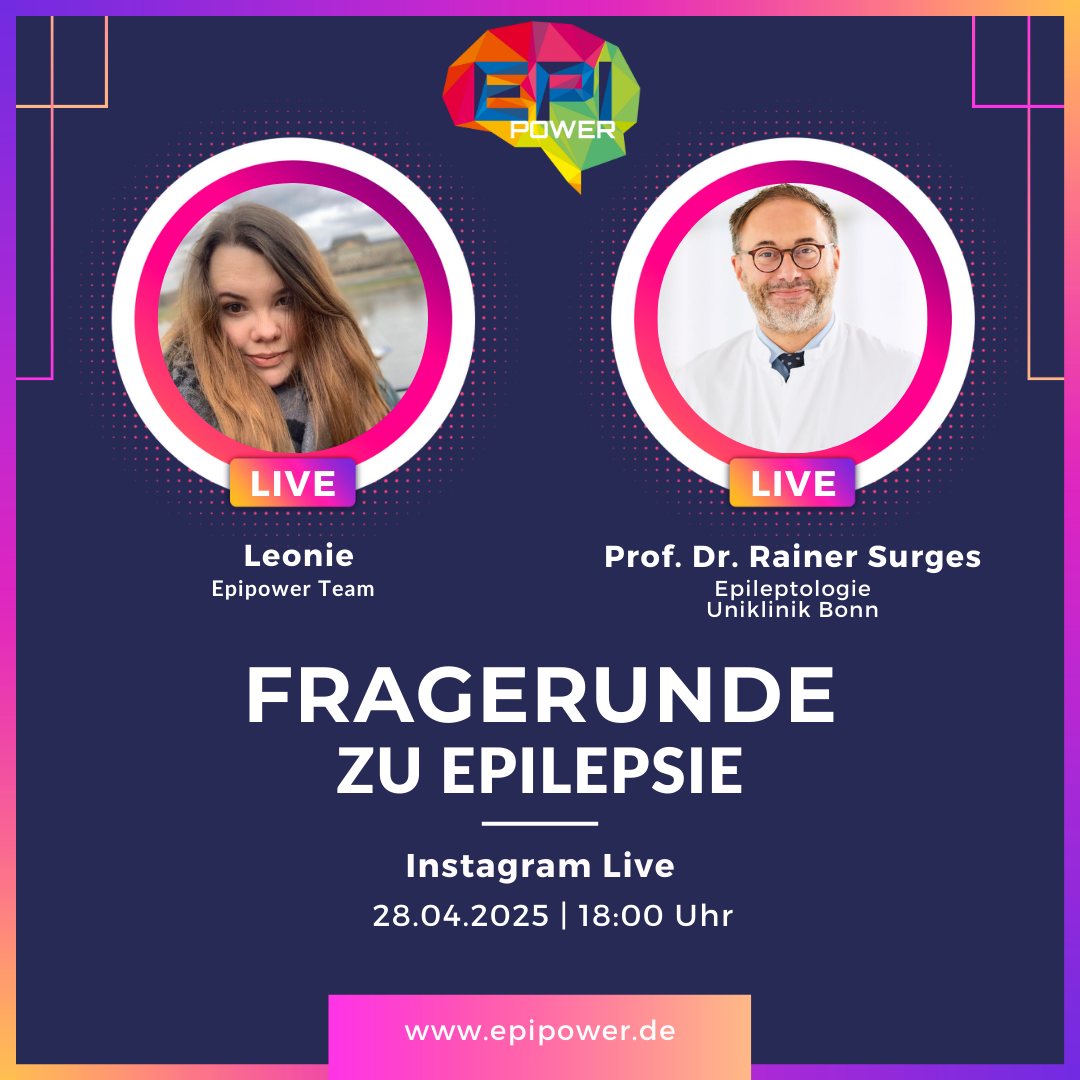 EPI
POWER
LIVE
LIVE
Leonie
Epipower Team
Prof. Dr. Rainer Surges
Epileptologie
Uniklinik Bonn
FRAGERUNDE
ZU EPILEPSIE
Instagram Live
28.04.2025 | 18:00 Uhr
www.epipower.de